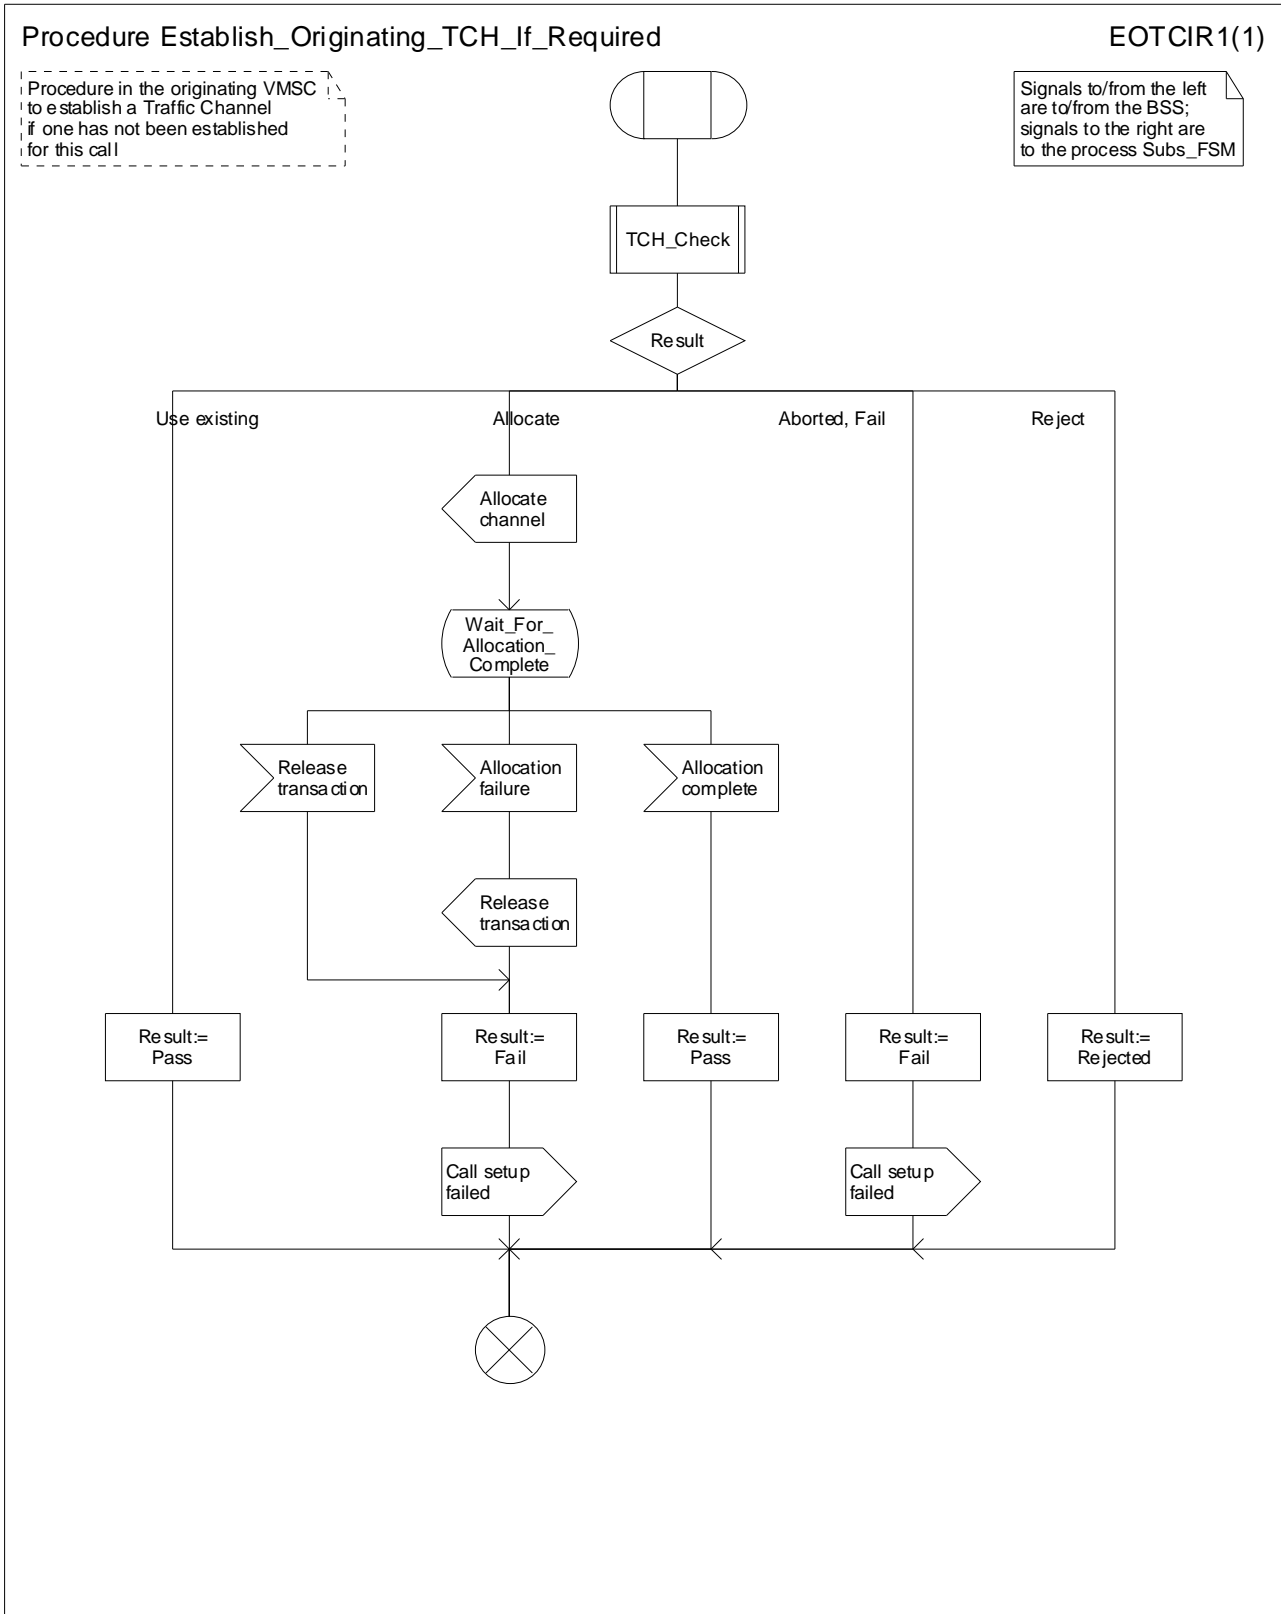 Procedure Establish_Originating_TCH_If_Required
EOTCIR1(1)
Procedure in the originating VMSC
to establish a Traffic Channel
if one has not been established
for this call
Signals to/from the left
are to/from the BSS;
signals to the right are
to the process Subs_FSM
TCH_Check
Result
Use existing
Allocate
Aborted, Fail
Reject
Allocate
channel
Wait_For_
Allocation_
Complete
Release
transaction
Allocation
failure
Allocation
complete
Release
transaction
Result:=
Pass
Result:=
Fail
Result:=
Pass
Result:=
Fail
Result:=
Rejected
Call setup
failed
Call setup
failed